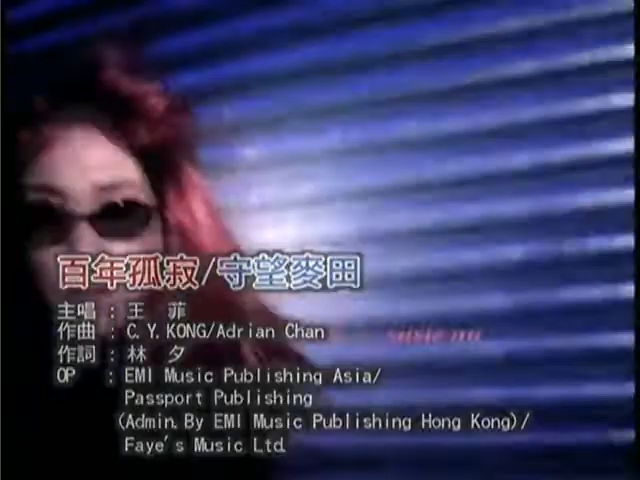 百年孤寂/守望麥田
主唱：王 菲
作曲：C.Y.KONG/Adrian Chan
作詞：林 夕
OP ：EMI Music Publishing Asia/
Passport Publishing
(Admin.By EMI Music Publishing Hong Kong)/
Faye's Music Ltd.